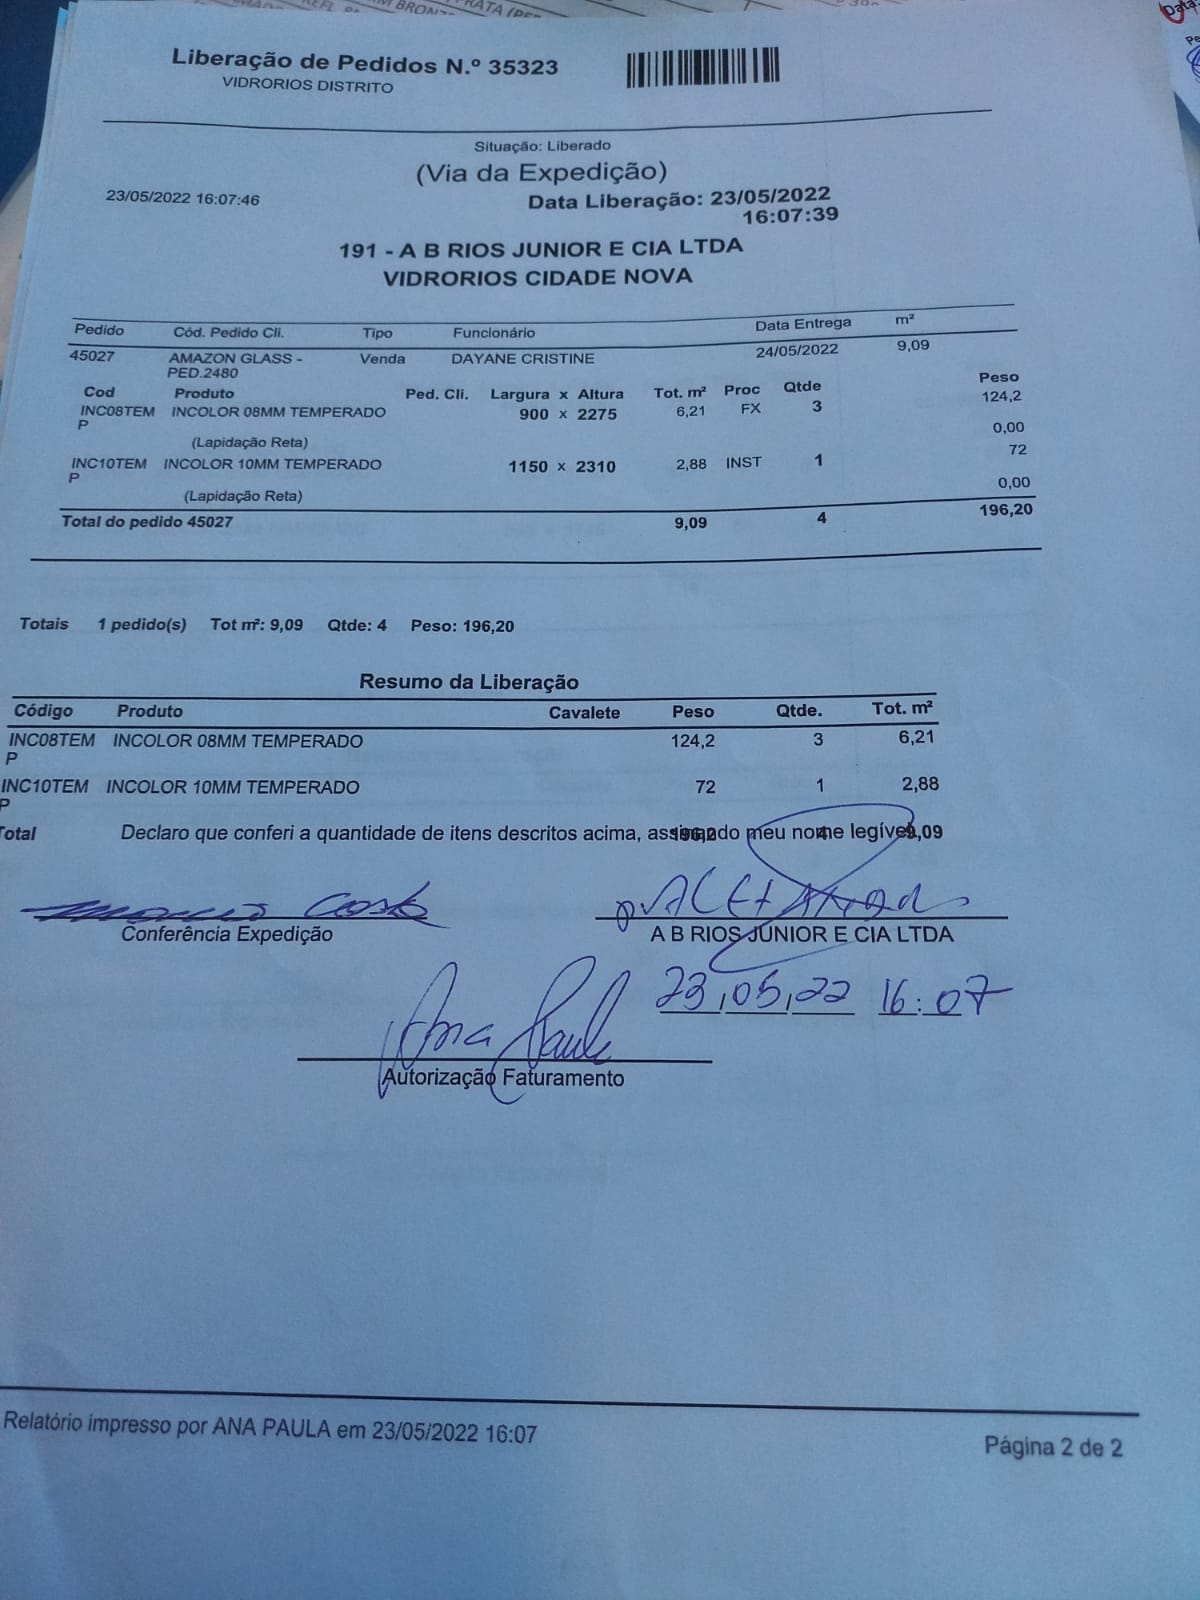 Liberação de Pedidos N.º 35323
VIDRORIOS DISTRITO
Situação: Liberado
(Via da Expedição)
23/05/2022 16:07:46
Data Liberação: 23/05/2022
16:07:39
191 - A B RIOS JUNIOR E CIA LTDA
VIDRORIOS CIDADE NOVA
Pedido Cód. Pedido Cli. Tipo Funcionário Data Entrega m²
45027 AMAZON GLASS - Venda DAYANE CRISTINE 24/05/2022 9,09
PED.2480
Cod Produto Ped. Cli. Largura x Altura Tot. m² Proc Qtde Peso
INC08TEM INCOLOR 08MM TEMPERADO 900 x 2275 6,21 FX 3 124,2
P
(Lapidação Reta) 0,00
INC10TEM INCOLOR 10MM TEMPERADO 1150 x 2310 2,88 INST 1 72
P
(Lapidação Reta) 0,00
Total do pedido 45027 9,09 4 196,20
Totais 1 pedido(s) Tot m²: 9,09 Qtde: 4 Peso: 196,20
Resumo da Liberação
Código Produto Cavalete Peso Qtde. Tot. m²
INC08TEM INCOLOR 08MM TEMPERADO 124,2 3 6,21
P
INC10TEM INCOLOR 10MM TEMPERADO 72 1 2,88
P
Total Declaro que conferi a quantidade de itens descritos acima, assinando meu nome legível. 196,2 4 9,09
Costa
Conferência Expedição
A B RIOS JUNIOR E CIA LTDA
23/05/22 16:07
Ana Paula
Autorização Faturamento
Relatório impresso por ANA PAULA em 23/05/2022 16:07
Página 2 de 2